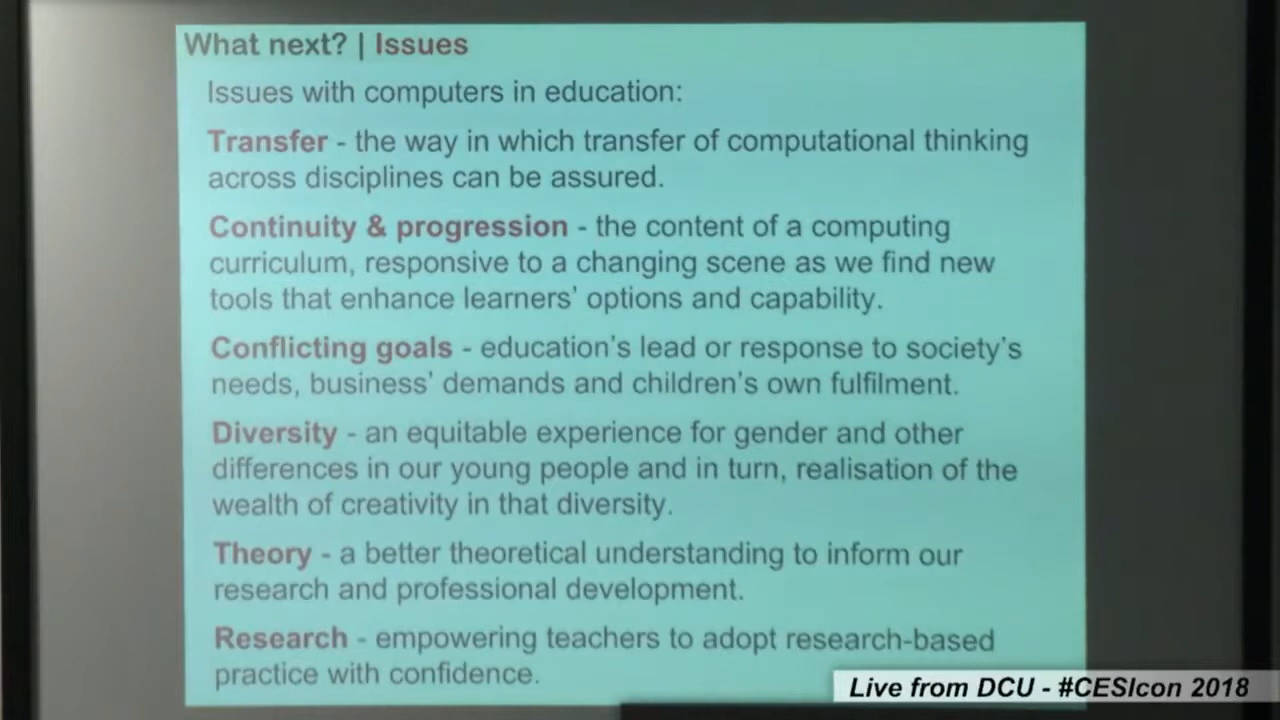 What next? | Issues
Issues with computers in education:
Transfer - the way in which transfer of computational thinking
across disciplines can be assured.
Continuity & progression - the content of a computing
curriculum, responsive to a changing scene as we find new
tools that enhance learners' options and capability.
Conflicting goals - education's lead or response to society's
needs, business' demands and children's own fulfilment.
Diversity - an equitable experience for gender and other
differences in our young people and in turn, realisation of the
wealth of creativity in that diversity.
Theory - a better theoretical understanding to inform our
research and professional development.
Research - empowering teachers to adopt research-based
practice with confidence.
Live from DCU - #CESIcon 2018